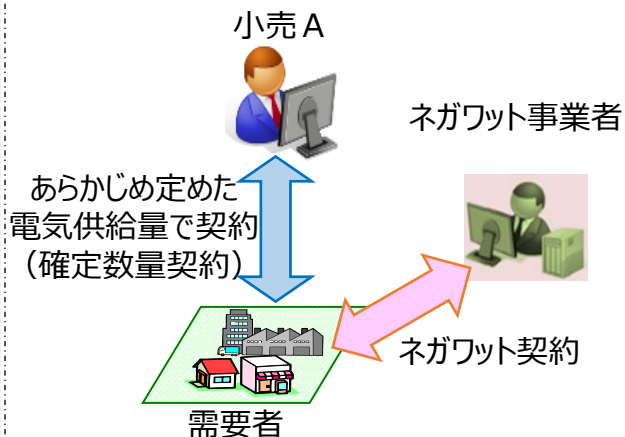 小売A
ネガワット事業者
あらかじめ定めた
電気供給量で契約
（確定数量契約）
ネガワット契約
需要者